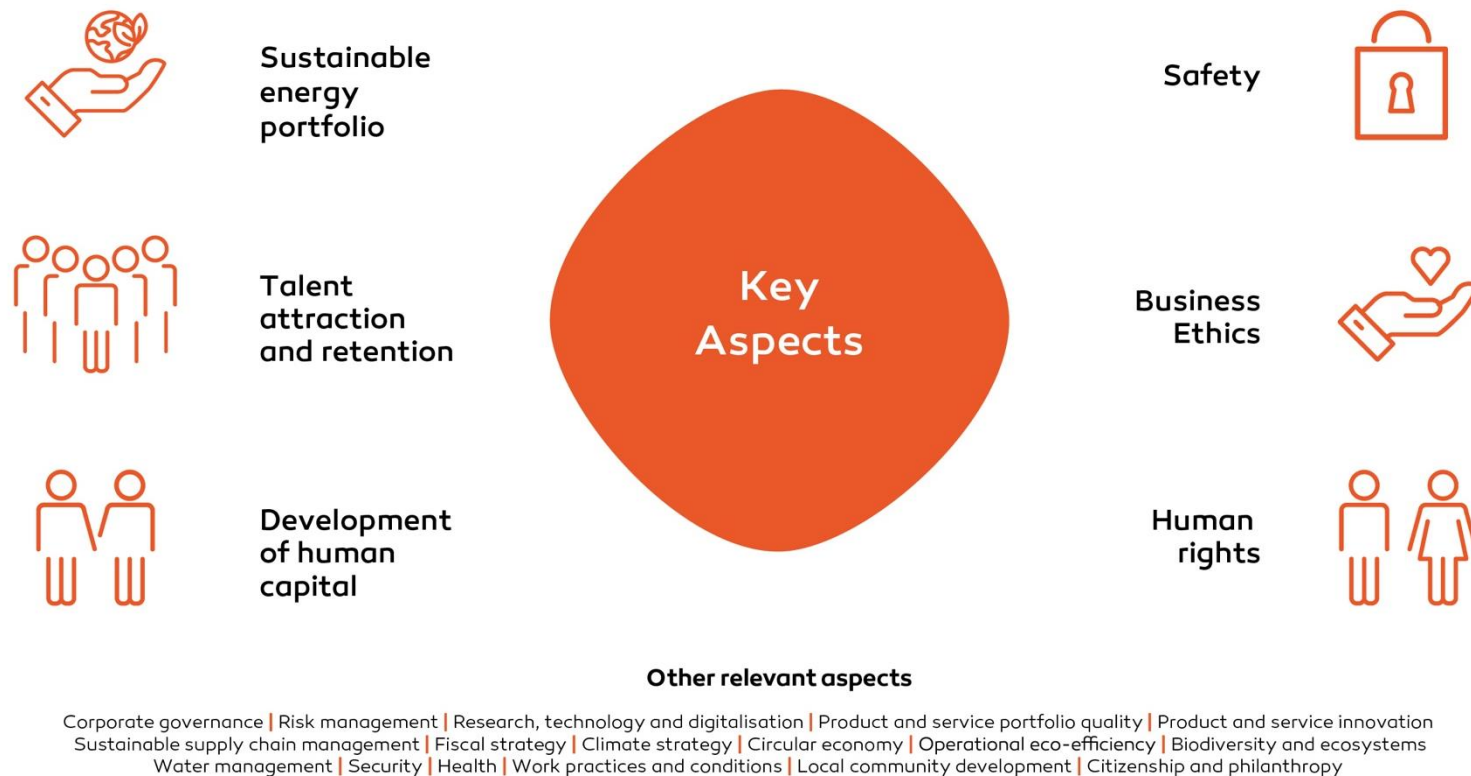 Sustainable
energy
portfolio
Talent
attraction
and retention
Development
of human
capital
Key
Aspects
Safety
Business
Ethics
Human
rights
Other relevant aspects
Corporate governance | Risk management | Research, technology and digitalisation | Product and service portfolio quality | Product and service innovation
Sustainable supply chain management | Fiscal strategy | Climate strategy | Circular economy | Operational eco-efficiency | Biodiversity and ecosystems
Water management | Security | Health | Work practices and conditions | Local community development | Citizenship and philanthropy